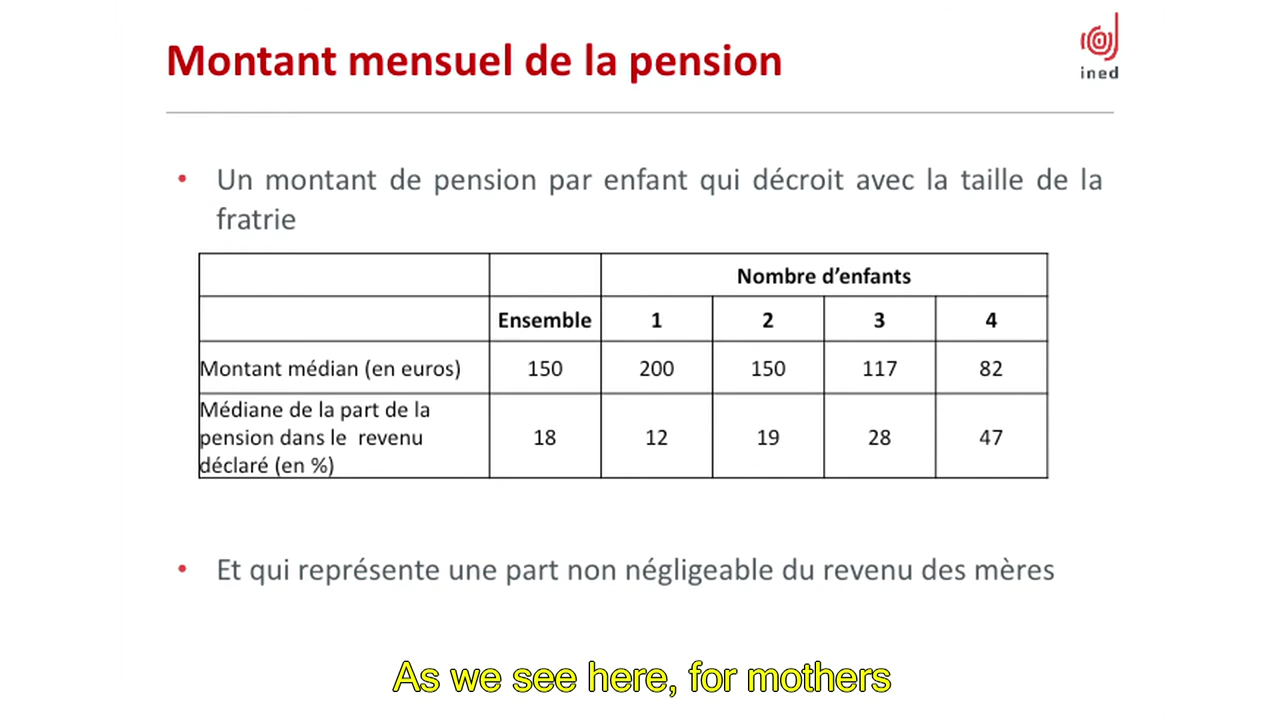 Montant mensuel de la pension
ined
• Un montant de pension par enfant qui décroit avec la taille de la
fratrie
Nombre d’enfants
Ensemble 1 2 3 4
Montant médian (en euros) 150 200 150 117 82
Médiane de la part de la
pension dans le revenu
déclaré (en %) 18 12 19 28 47
• Et qui représente une part non négligeable du revenu des mères
As we see here, for mothers